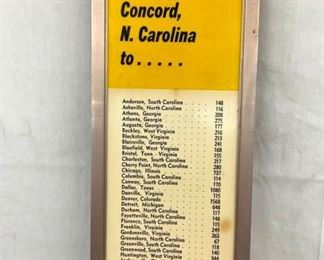 Concord,
N. Carolina
to.....
Anderson, South Carolina 148
Asheville, North Carolina 116
Athens, Georgia 208
Atlanta, Georgia 275
Augusta, Georgia 177
Beckley, West Virginia 216
Blackstone, Virginia 213
Blairsville, Georgia 241
Bluefield, West Virginia 168
Bristol, Tenn. Virginia 155
Charleston, South Carolina 217
Cherry Point, North Carolina 280
Chicago, Illinois 737
Columbia, South Carolina 114
Conway, South Carolina 170
Dallas, Texas 1080
Danville, Virginia 115
Denver, Colorado 1568
Detroit, Michigan 648
Durham, North Carolina 117
Fayetteville, North Carolina 148
Florence, South Carolina 115
Franklin, Virginia 249
Gordonsville, Virginia 263
Greensboro, North Carolina 67
Greenville, South Carolina 118
Greenwood, South Carolina 140
Huntington, West Virginia 344